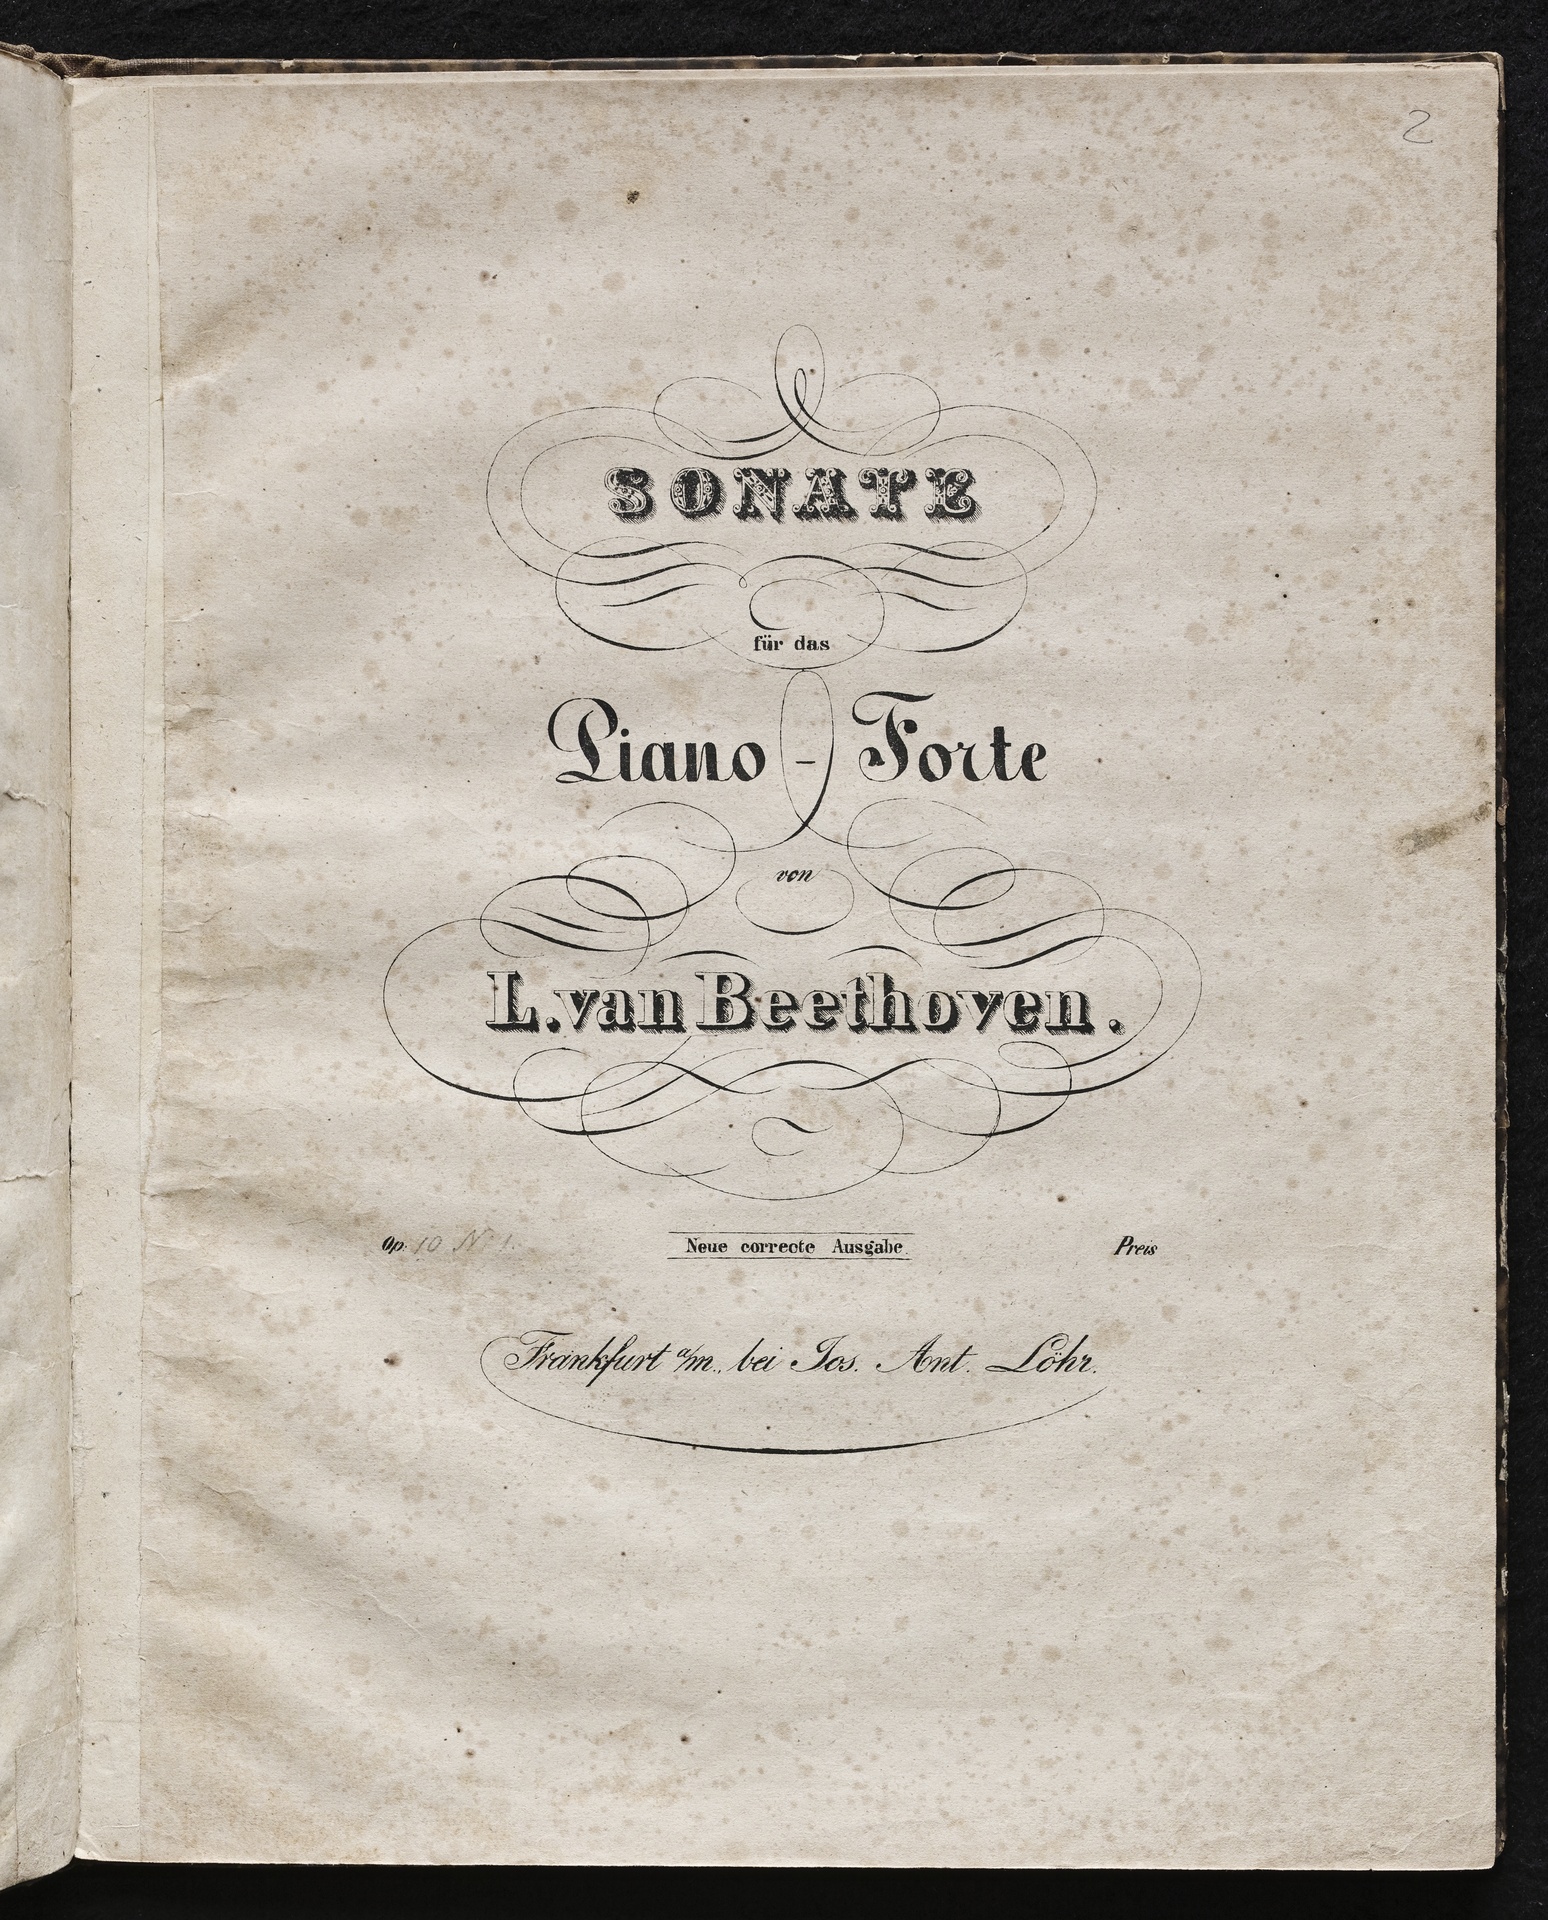 2
SONATE
für das
Piano - Forte
von
L. van Beethoven.
Op. 10 N. 1. Neue correcte Ausgabe. Preis
Frankfurt a/m., bei Jos. Ant. Löhr.